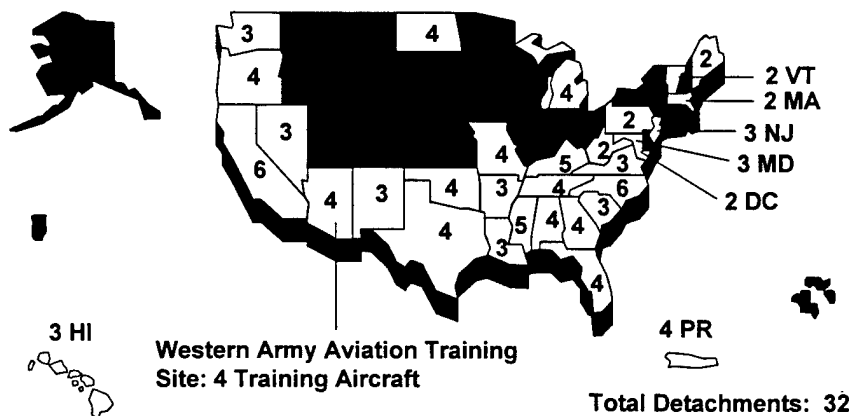 3 4 2
4 4 2 VT
2 MA
3 2 3 NJ
6 4 5 2 3 3 MD
4 3 4 3 4 6 2 DC
4 5 4 4 3
3 4
3 HI 4 PR
Western Army Aviation Training
Site: 4 Training Aircraft
Total Detachments: 32